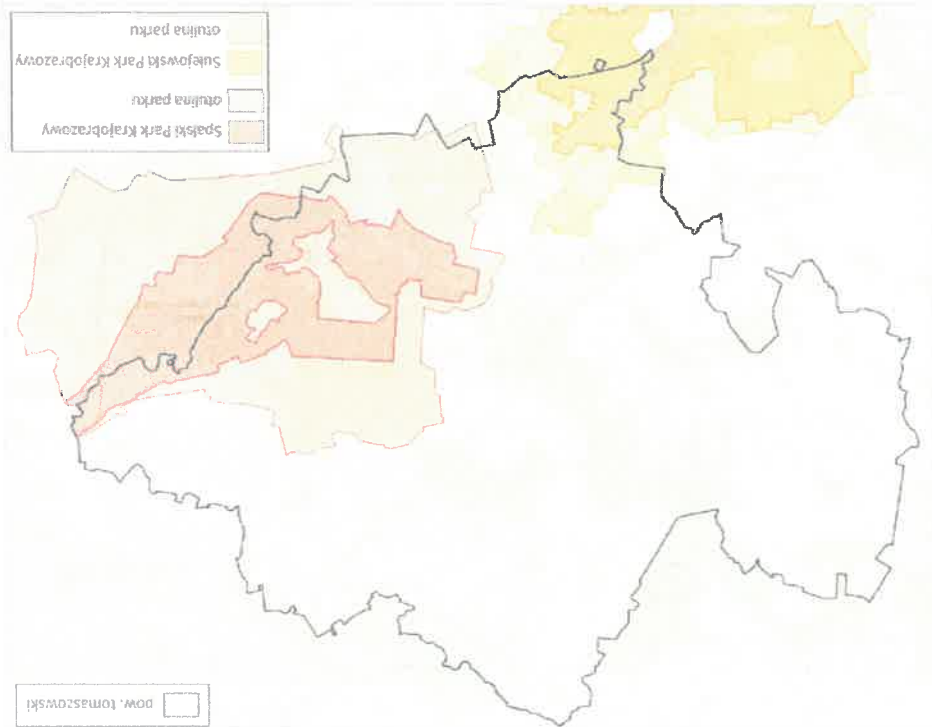 pow. tomaszowski
Spalski Park Krajobrazowy
otulina parku
Sulejowski Park Krajobrazowy
otulina parku